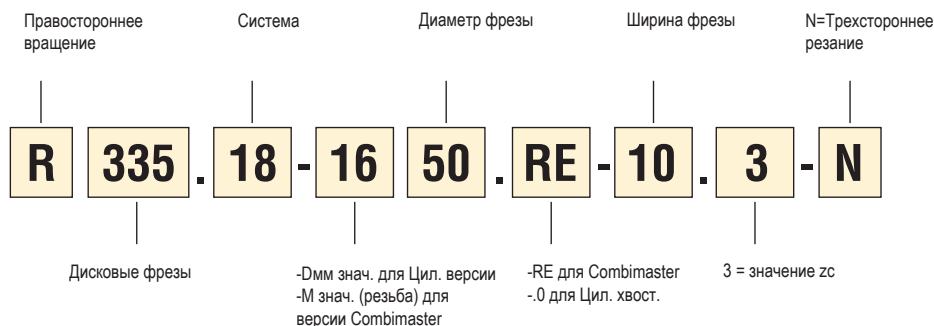 Правостороннее
вращение
Система
Диаметр фрезы
Ширина фрезы
N=Трехстороннее
резание
R 335 . 18 - 16 50 . RE - 10 . 3 - N
Дисковые фрезы
-Dмм знач. для Цил. версии
-M знач. (резьба) для
версии Combimaster
-RE для Combimaster
-.0 для Цил. хвост.
3 = значение zc